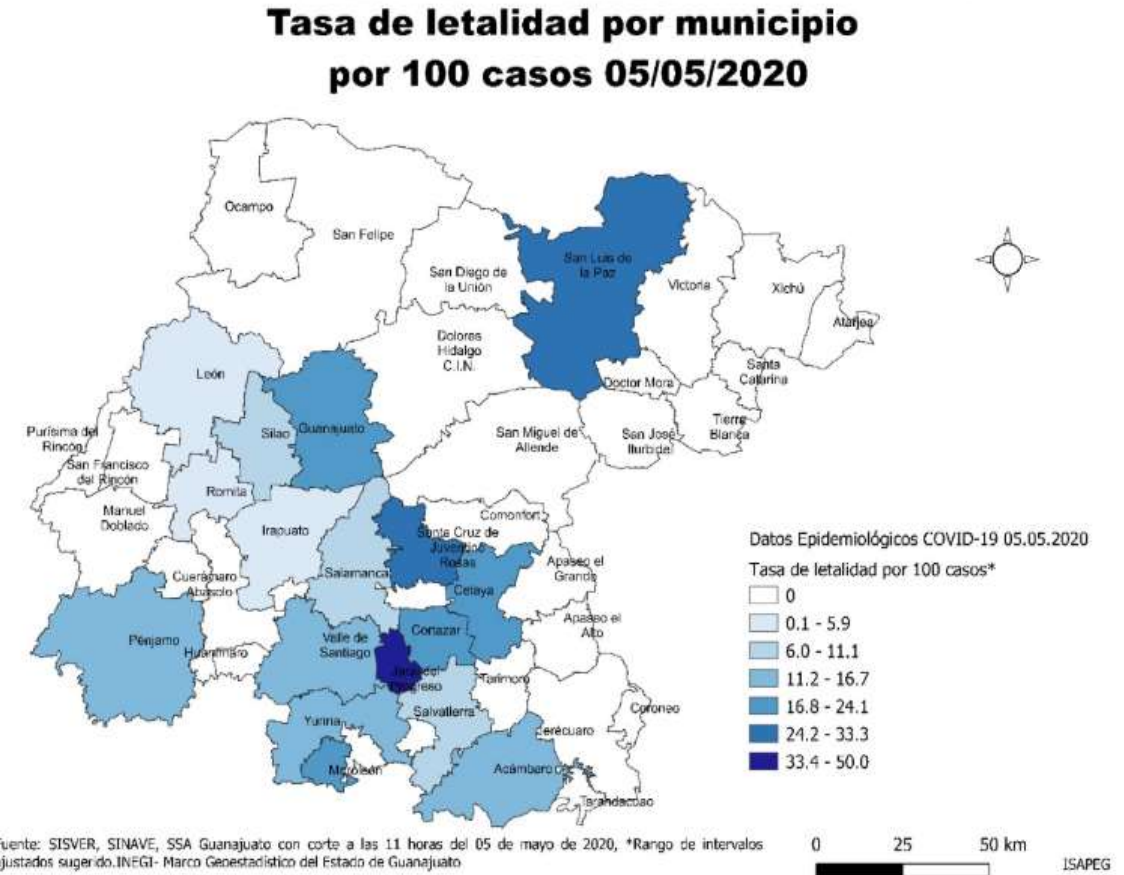 Tasa de letalidad por municipio
por 100 casos 05/05/2020
Ocampo
San Felipe
San Diego de
la Unión
San Luis de
la Paz
Victoria
Xichú
Atarjea
Dolores
Hidalgo
C.I.N.
Santa
Catarina
Doctor Mora
León
Tierra
Blanca
Purísima del
Rincón
Silao
Guanajuato
San Miguel de
Allende
San José
Iturbide
San Francisco
del Rincón
Romita
Manuel
Doblado
Irapuato
Comonfort
Santa Cruz de
Juventino
Rosas
Salamanca
Apaseo el
Grande
Cuerámaro
Abasolo
Celaya
Apaseo el
Alto
Pénjamo
Huanímaro
Valle de
Santiago
Cortazar
Jaral del
Progreso
Tarimoro
Salvatierra
Coroneo
Yuriria
Jerécuaro
Moroleón
Acámbaro
Tarandacuao
Datos Epidemiológicos COVID-19 05.05.2020
Tasa de letalidad por 100 casos*
0
0.1 - 5.9
6.0 - 11.1
11.2 - 16.7
16.8 - 24.1
24.2 - 33.3
33.4 - 50.0
uente: SISVER, SINAVE, SSA Guanajuato con corte a las 11 horas del 05 de mayo de 2020, *Rango de intervalos
justados sugerido.INEGI- Marco Geoestadístico del Estado de Guanajuato
0 25 50 km
ISAPEG